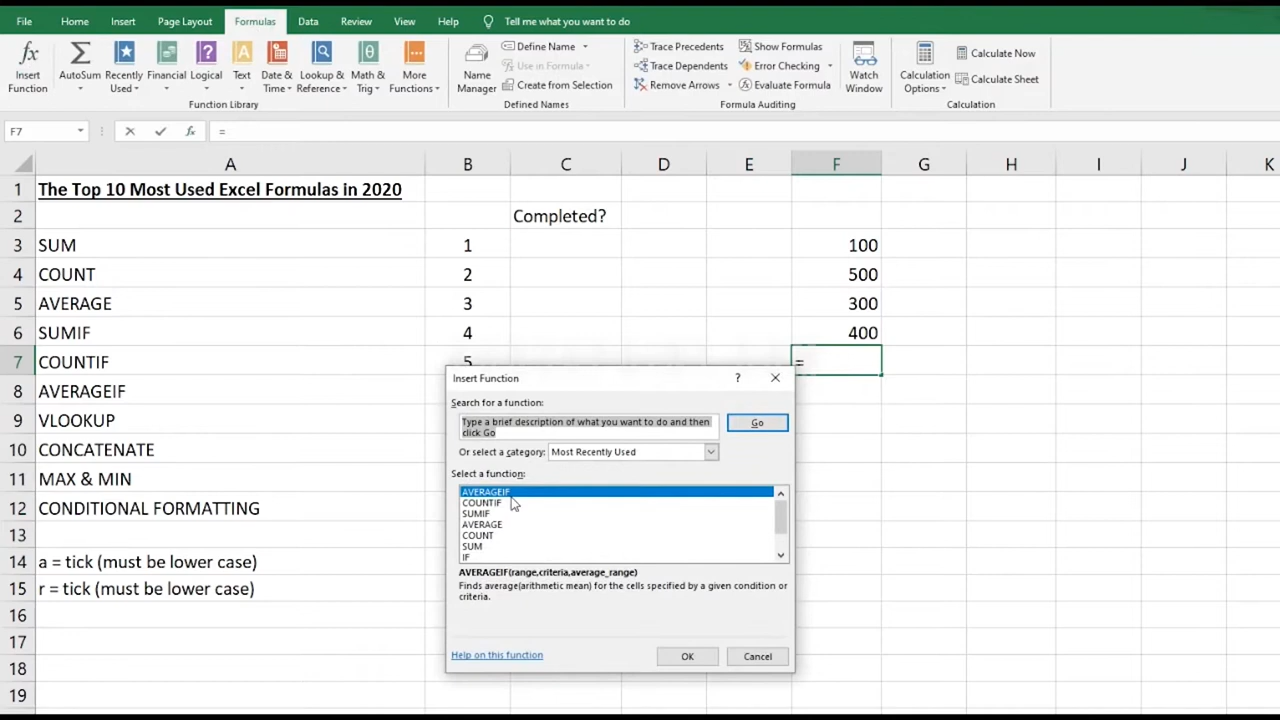 File Home Insert Page Layout Formulas Data Review View Help Tell me what you want to do
Insert Function
AutoSum
Recently Used
Financial
Logical
Text
Date & Time
Lookup & Reference
Math & Trig
More Functions
Function Library
Name Manager
Define Name
Use in Formula
Create from Selection
Defined Names
Trace Precedents
Trace Dependents
Remove Arrows
Show Formulas
Error Checking
Evaluate Formula
Formula Auditing
Watch Window
Calculation Options
Calculate Now
Calculate Sheet
Calculation
F7 fx =
A B C D E F G H I J K
1 The Top 10 Most Used Excel Formulas in 2020
2 Completed?
3 SUM 1 100
4 COUNT 2 500
5 AVERAGE 3 300
6 SUMIF 4 400
7 COUNTIF 5 =
8 AVERAGEIF
9 VLOOKUP
10 CONCATENATE
11 MAX & MIN
12 CONDITIONAL FORMATTING
13
14 a = tick (must be lower case)
15 r = tick (must be lower case)
16
17
18
19
Insert Function ?
Search for a function:
Type a brief description of what you want to do and then
click Go
Go
Or select a category: Most Recently Used
Select a function:
AVERAGEIF
COUNTIF
SUMIF
AVERAGE
COUNT
SUM
IF
AVERAGEIF(range,criteria,average_range)
Finds average(arithmetic mean) for the cells specified by a given condition or
criteria.
Help on this function
OK Cancel